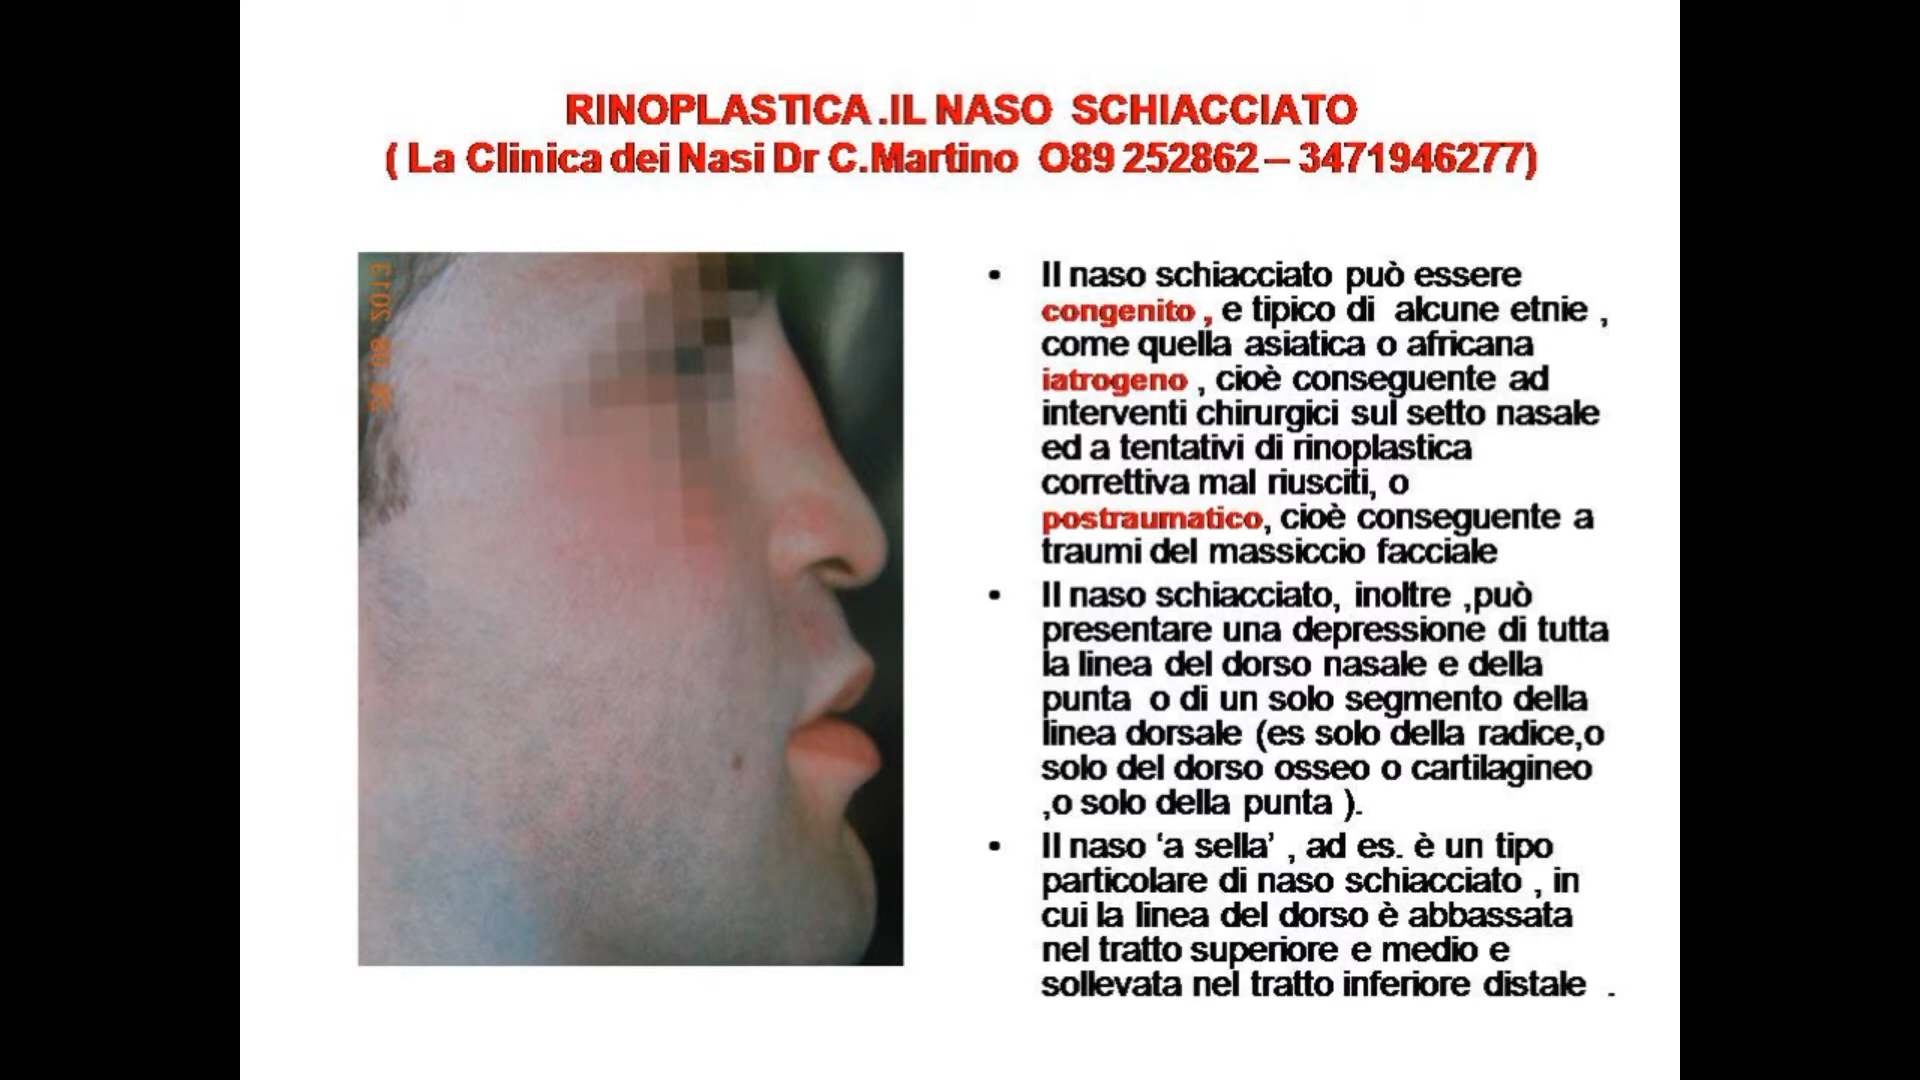 RINOPLASTICA .IL NASO SCHIACCIATO
( La Clinica dei Nasi Dr C.Martino O89 252862 – 3471946277)
• Il naso schiacciato può essere
congenito , e tipico di alcune etnie ,
come quella asiatica o africana
iatrogeno , cioè conseguente ad
interventi chirurgici sul setto nasale
ed a tentativi di rinoplastica
correttiva mal riusciti, o
postraumatico, cioè conseguente a
traumi del massiccio facciale
• Il naso schiacciato, inoltre ,può
presentare una depressione di tutta
la linea del dorso nasale e della
punta o di un solo segmento della
linea dorsale (es solo della radice,o
solo del dorso osseo o cartilagineo
,o solo della punta ).
• Il naso ‘a sella’ , ad es. è un tipo
particolare di naso schiacciato , in
cui la linea del dorso è abbassata
nel tratto superiore e medio e
sollevata nel tratto inferiore distale .